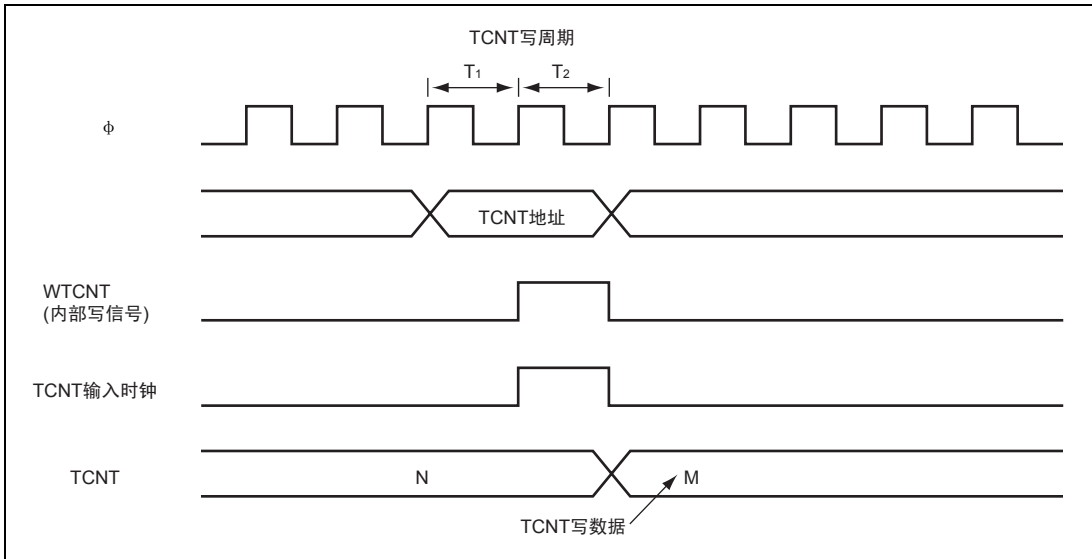 TCNT写周期
T1 T2
φ
TCNT地址
WTCNT
(内部写信号)
TCNT输入时钟
TCNT N M
TCNT写数据